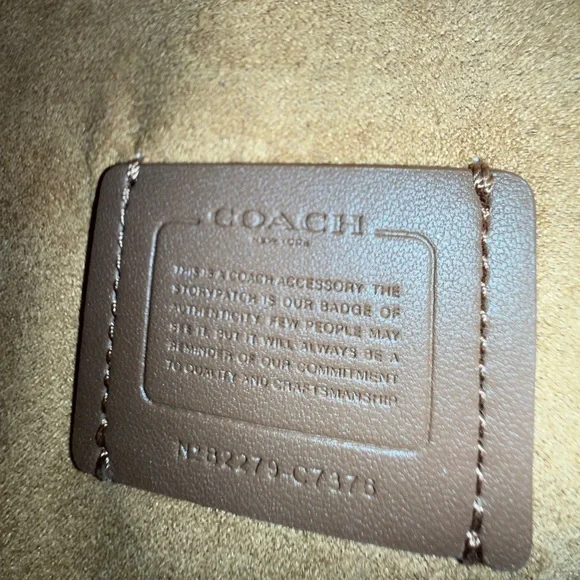 COACH
NEW YORK
THIS IS A COACH ACCESSORY. THE
STORYPATCH IS OUR BADGE OF
AUTHENTICITY. FEW PEOPLE MAY
SEE IT, BUT IT WILL ALWAYS BE A
REMINDER OF OUR COMMITMENT
TO QUALITY AND CRAFTSMANSHIP.
Nº 82279-C7376